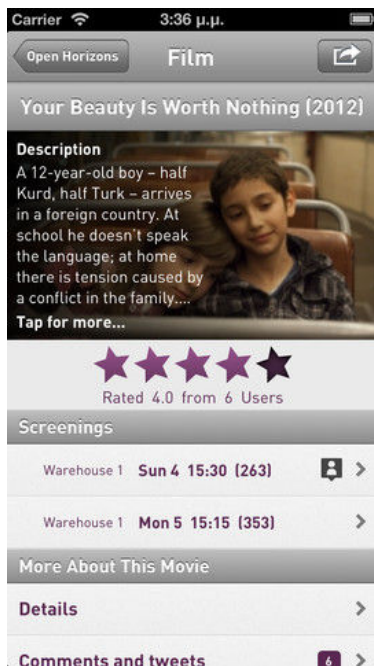 Carrier 3:36 μ.μ.
Open Horizons Film
Your Beauty Is Worth Nothing (2012)
Description
A 12-year-old boy – half
Kurd, half Turk – arrives
in a foreign country. At
school he doesn't speak
the language; at home
there is tension caused by
a conflict in the family....
Tap for more...
Rated 4.0 from 6 Users
Screenings
Warehouse 1 Sun 4 15:30 (263)
Warehouse 1 Mon 5 15:15 (353)
More About This Movie
Details
Comments and tweets 6